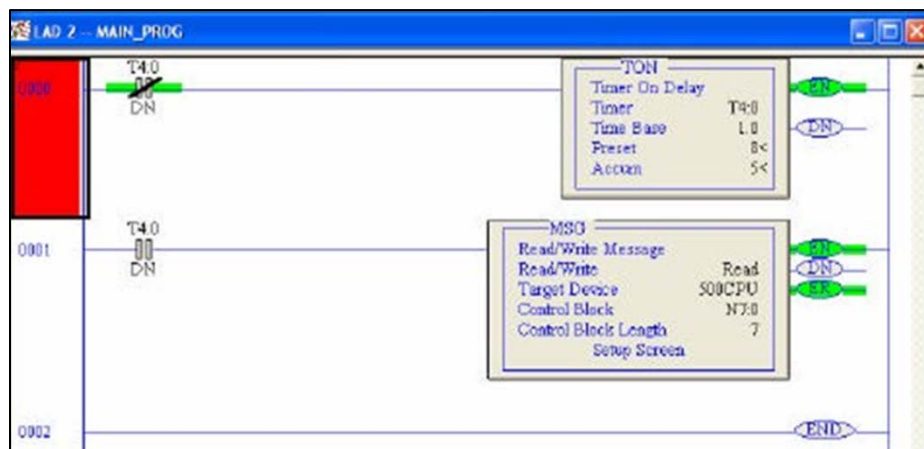 LAD 2 -- MAIN_PROG
0000
T4:0
DN
TON
Timer On Delay
Timer T4:0
Time Base 1.0
Preset 8<
Accum 5<
EN
DN
0001
T4:0
DN
MSG
Read/Write Message
Read/Write Read
Target Device 500CPU
Control Block N7:0
Control Block Length 7
Setup Screen
EN
DN
ER
0002
END